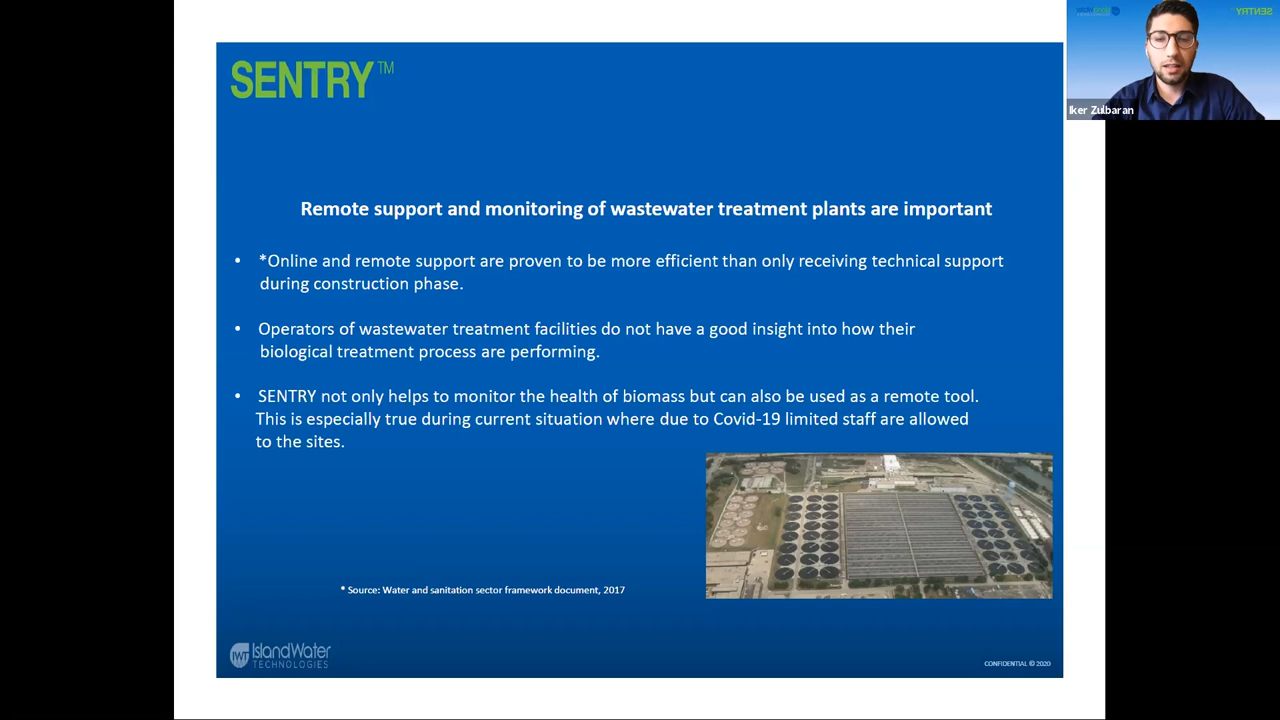 SENTRY™
SENTRY
Iker Zulbaran
Remote support and monitoring of wastewater treatment plants are important
• *Online and remote support are proven to be more efficient than only receiving technical support
during construction phase.
• Operators of wastewater treatment facilities do not have a good insight into how their
biological treatment process are performing.
• SENTRY not only helps to monitor the health of biomass but can also be used as a remote tool.
This is especially true during current situation where due to Covid-19 limited staff are allowed
to the sites.
* Source: Water and sanitation sector framework document, 2017
IWT IslandWater
TECHNOLOGIES
CONFIDENTIAL © 2020